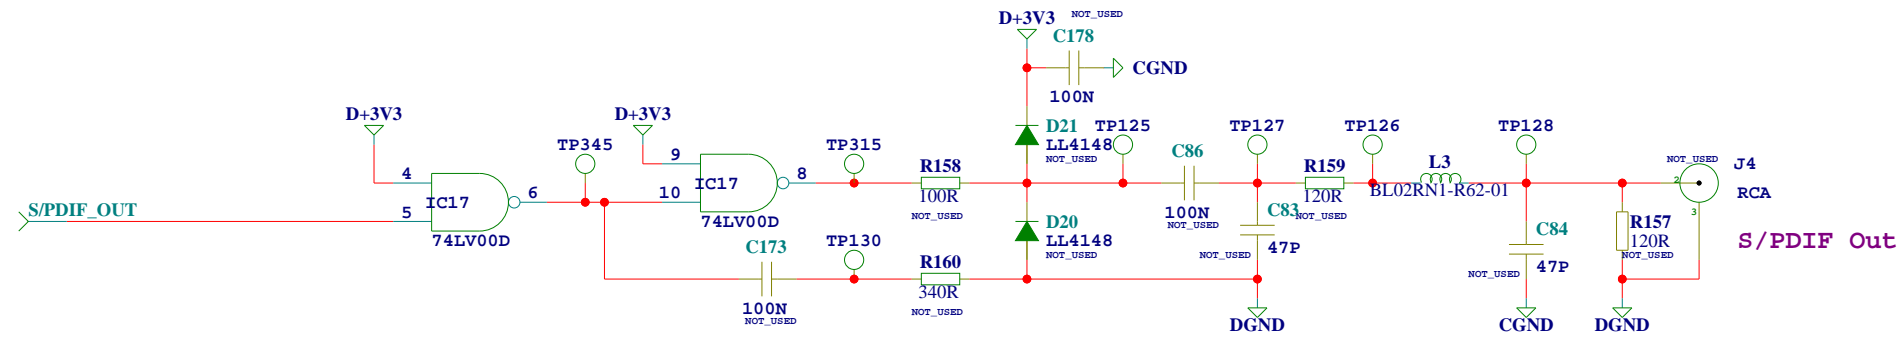 D+3V3
NOT_USED
C178
CGND
100N
D+3V3
D+3V3
TP345
TP315
D21
LL4148
NOT_USED
TP125
C86
TP127
TP126
TP128
NOT_USED
J4
RCA
4
IC17
5
6
74LV00D
9
IC17
10
8
74LV00D
R158
100R
NOT_USED
100N
NOT_USED
R159
120R
NOT_USED
L3
BL02RN1-R62-01
2
3
S/PDIF_OUT
C173
100N
NOT_USED
TP130
R160
340R
NOT_USED
D20
LL4148
NOT_USED
C83
47P
NOT_USED
DGND
C84
47P
NOT_USED
CGND
R157
120R
NOT_USED
DGND
S/PDIF Out